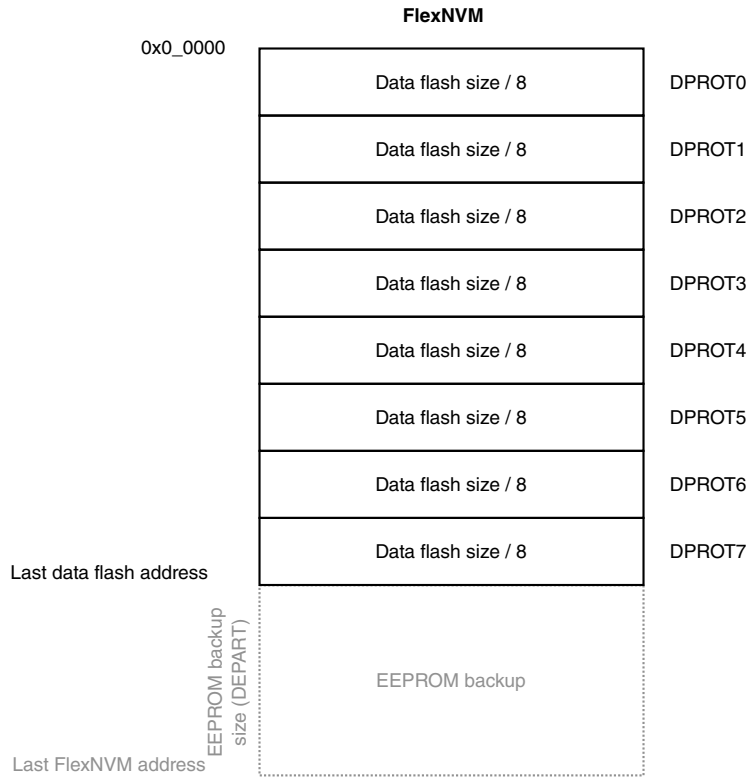 FlexNVM
0x0_0000
Data flash size / 8 DPROT0
Data flash size / 8 DPROT1
Data flash size / 8 DPROT2
Data flash size / 8 DPROT3
Data flash size / 8 DPROT4
Data flash size / 8 DPROT5
Data flash size / 8 DPROT6
Data flash size / 8 DPROT7
Last data flash address
EEPROM backup
size (DEPART)
EEPROM backup
Last FlexNVM address